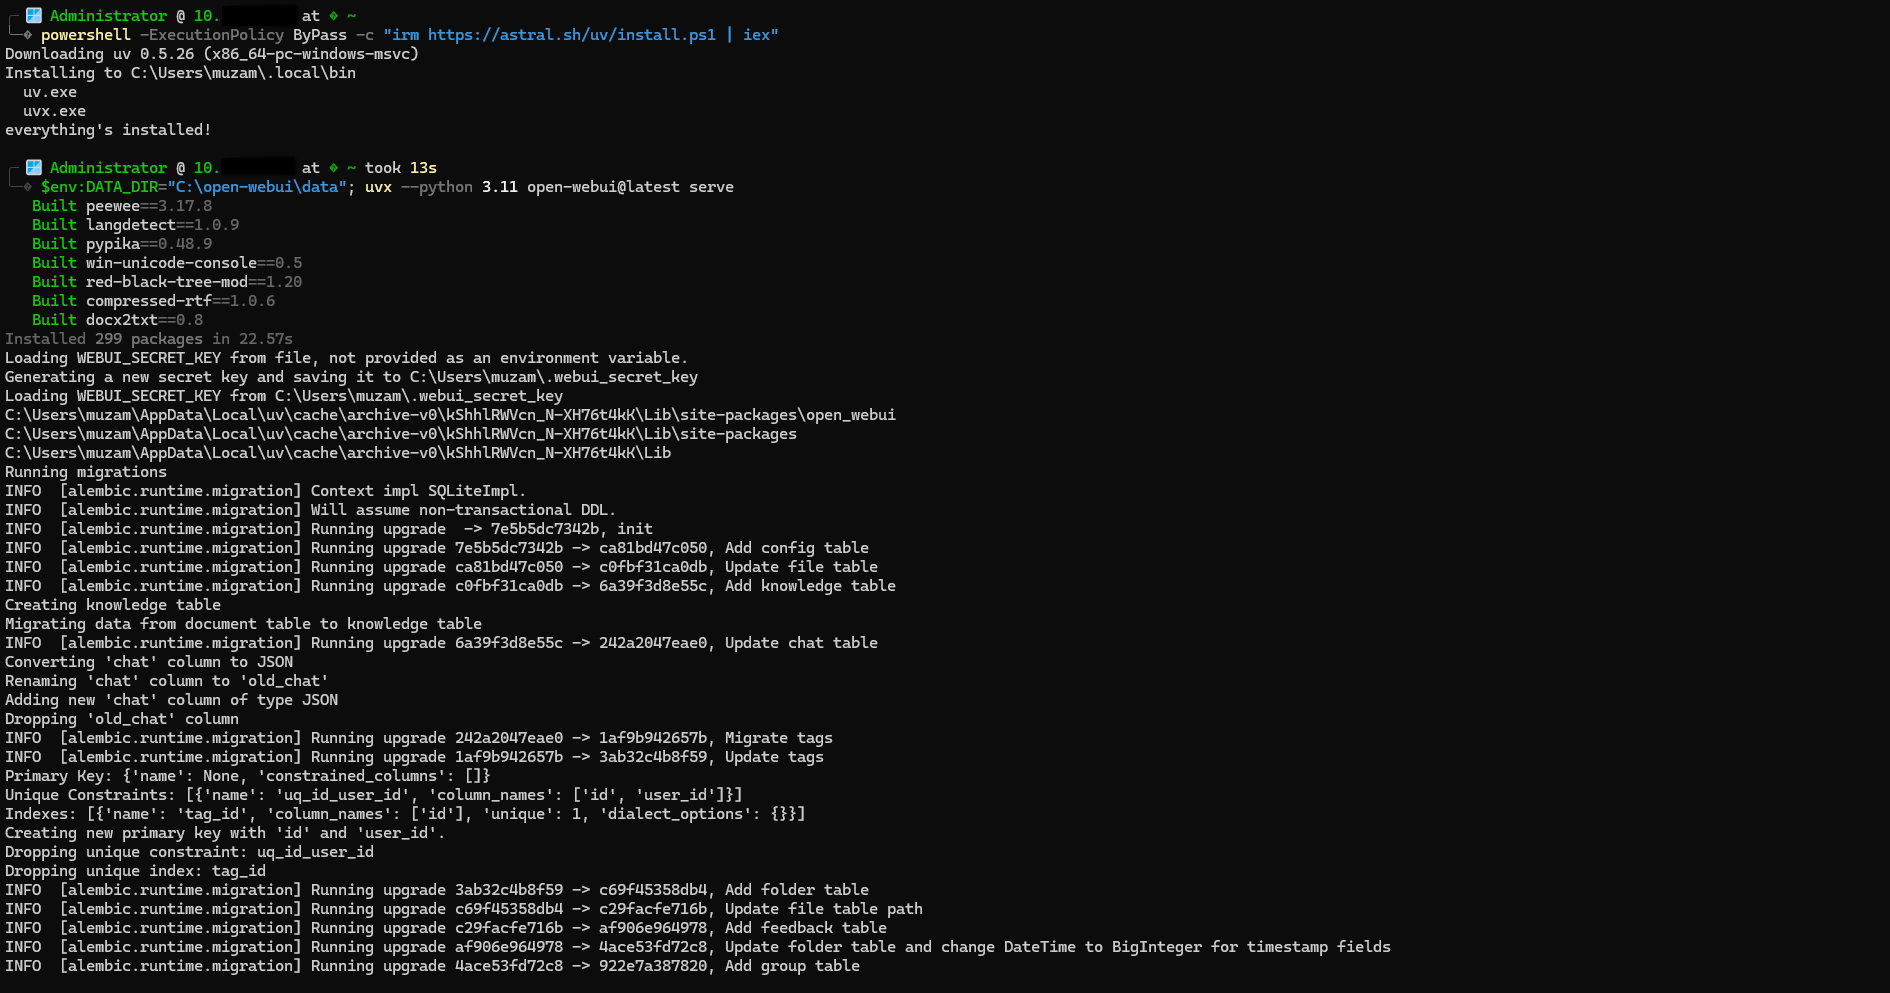 Administrator @ 10. at ~
powershell -ExecutionPolicy ByPass -c "irm https://astral.sh/uv/install.ps1 | iex"
Downloading uv 0.5.26 (x86_64-pc-windows-msvc)
Installing to C:\Users\muzam\.local\bin
  uv.exe
  uvx.exe
everything's installed!
Administrator @ 10. at ~ took 13s
$env:DATA_DIR="C:\open-webui\data"; uvx --python 3.11 open-webui@latest serve
   Built peewee==3.17.8
   Built langdetect==1.0.9
   Built pypika==0.48.9
   Built win-unicode-console==0.5
   Built red-black-tree-mod==1.20
   Built compressed-rtf==1.0.6
   Built docx2txt==0.8
Installed 299 packages in 22.57s
Loading WEBUI_SECRET_KEY from file, not provided as an environment variable.
Generating a new secret key and saving it to C:\Users\muzam\.webui_secret_key
Loading WEBUI_SECRET_KEY from C:\Users\muzam\.webui_secret_key
C:\Users\muzam\AppData\Local\uv\cache\archive-v0\kShhlRWVcn_N-XH76t4kK\Lib\site-packages\open_webui
C:\Users\muzam\AppData\Local\uv\cache\archive-v0\kShhlRWVcn_N-XH76t4kK\Lib\site-packages
C:\Users\muzam\AppData\Local\uv\cache\archive-v0\kShhlRWVcn_N-XH76t4kK\Lib
Running migrations
INFO  [alembic.runtime.migration] Context impl SQLiteImpl.
INFO  [alembic.runtime.migration] Will assume non-transactional DDL.
INFO  [alembic.runtime.migration] Running upgrade  -> 7e5b5dc7342b, init
INFO  [alembic.runtime.migration] Running upgrade 7e5b5dc7342b -> ca81bd47c050, Add config table
INFO  [alembic.runtime.migration] Running upgrade ca81bd47c050 -> c0fbf31ca0db, Update file table
INFO  [alembic.runtime.migration] Running upgrade c0fbf31ca0db -> 6a39f3d8e55c, Add knowledge table
Creating knowledge table
Migrating data from document table to knowledge table
INFO  [alembic.runtime.migration] Running upgrade 6a39f3d8e55c -> 242a2047eae0, Update chat table
Converting 'chat' column to JSON
Renaming 'chat' column to 'old_chat'
Adding new 'chat' column of type JSON
Dropping 'old_chat' column
INFO  [alembic.runtime.migration] Running upgrade 242a2047eae0 -> 1af9b942657b, Migrate tags
INFO  [alembic.runtime.migration] Running upgrade 1af9b942657b -> 3ab32c4b8f59, Update tags
Primary Key: {'name': None, 'constrained_columns': []}
Unique Constraints: [{'name': 'uq_id_user_id', 'column_names': ['id', 'user_id']}]
Indexes: [{'name': 'tag_id', 'column_names': ['id'], 'unique': 1, 'dialect_options': {}}]
Creating new primary key with 'id' and 'user_id'.
Dropping unique constraint: uq_id_user_id
Dropping unique index: tag_id
INFO  [alembic.runtime.migration] Running upgrade 3ab32c4b8f59 -> c69f45358db4, Add folder table
INFO  [alembic.runtime.migration] Running upgrade c69f45358db4 -> c29facfe716b, Update file table path
INFO  [alembic.runtime.migration] Running upgrade c29facfe716b -> af906e964978, Add feedback table
INFO  [alembic.runtime.migration] Running upgrade af906e964978 -> 4ace53fd72c8, Update folder table and change DateTime to BigInteger for timestamp fields
INFO  [alembic.runtime.migration] Running upgrade 4ace53fd72c8 -> 922e7a387820, Add group table